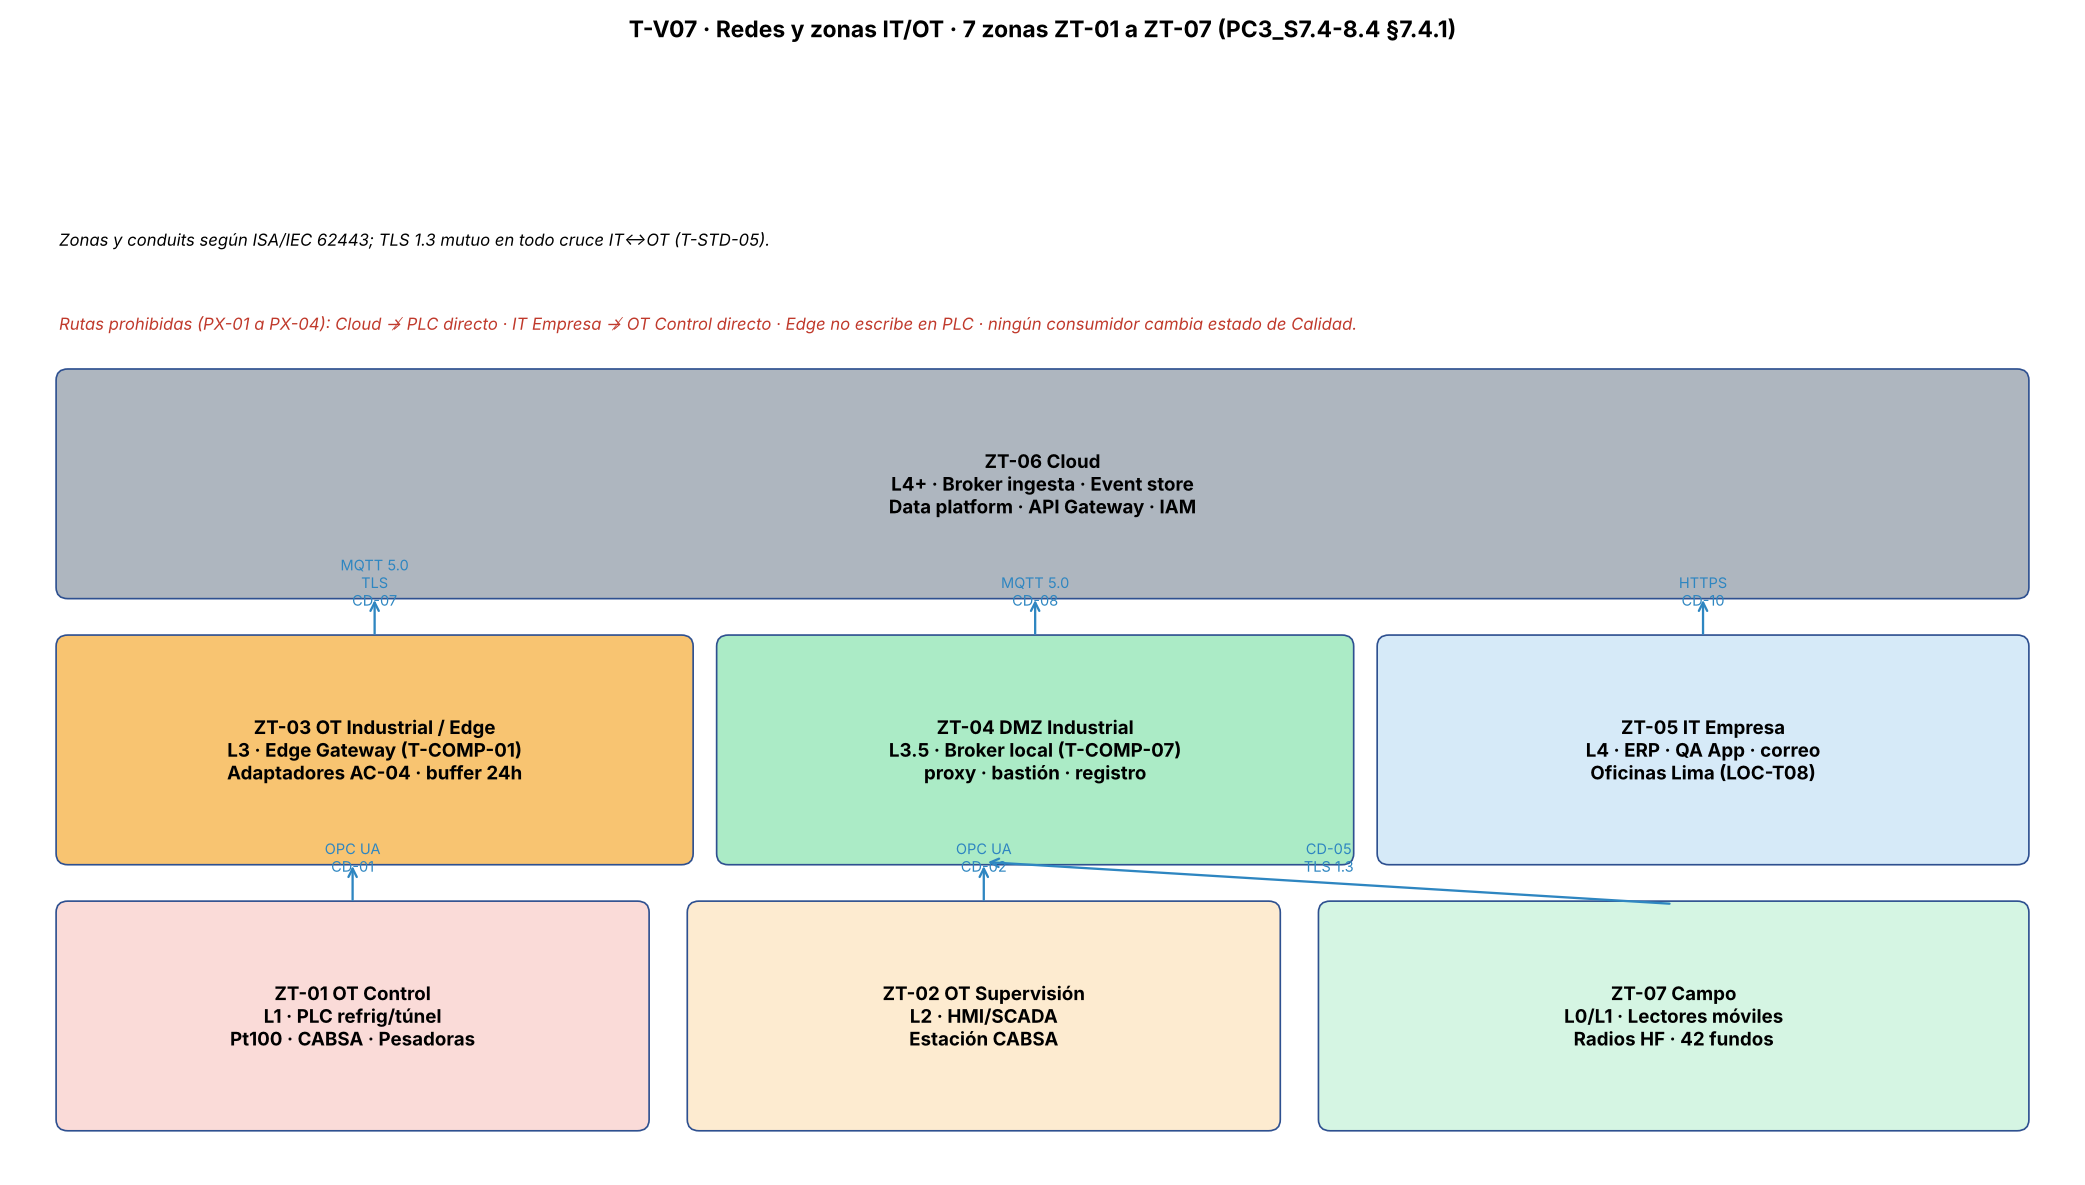 T-V07 · Redes y zonas IT/OT · 7 zonas ZT-01 a ZT-07 (PC3_S7.4-8.4 §7.4.1)
Zonas y conduits según ISA/IEC 62443; TLS 1.3 mutuo en todo cruce IT↔OT (T-STD-05).
Rutas prohibidas (PX-01 a PX-04): Cloud ↛ PLC directo · IT Empresa ↛ OT Control directo · Edge no escribe en PLC · ningún consumidor cambia estado de Calidad.
ZT-06 Cloud
L4+ · Broker ingesta · Event store
Data platform · API Gateway · IAM
MQTT 5.0
TLS
CD-07
MQTT 5.0
CD-08
HTTPS
CD-10
ZT-03 OT Industrial / Edge
L3 · Edge Gateway (T-COMP-01)
Adaptadores AC-04 · buffer 24h
ZT-04 DMZ Industrial
L3.5 · Broker local (T-COMP-07)
proxy · bastión · registro
ZT-05 IT Empresa
L4 · ERP · QA App · correo
Oficinas Lima (LOC-T08)
OPC UA
CD-01
OPC UA
CD-02
CD-05
TLS 1.3
ZT-01 OT Control
L1 · PLC refrig/túnel
Pt100 · CABSA · Pesadoras
ZT-02 OT Supervisión
L2 · HMI/SCADA
Estación CABSA
ZT-07 Campo
L0/L1 · Lectores móviles
Radios HF · 42 fundos